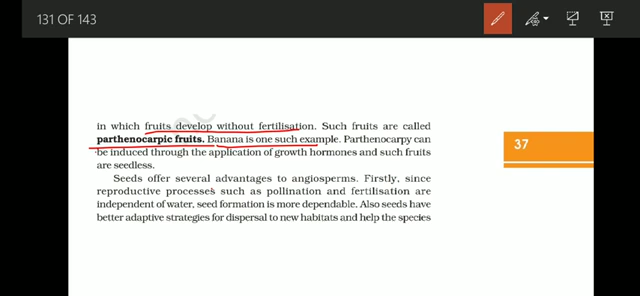 131 OF 143
in which fruits develop without fertilisation. Such fruits are called
parthenocarpic fruits. Banana is one such example. Parthenocarpy can
be induced through the application of growth hormones and such fruits
are seedless.
Seeds offer several advantages to angiosperms. Firstly, since
reproductive processes such as pollination and fertilisation are
independent of water, seed formation is more dependable. Also seeds have
better adaptive strategies for dispersal to new habitats and help the species
37